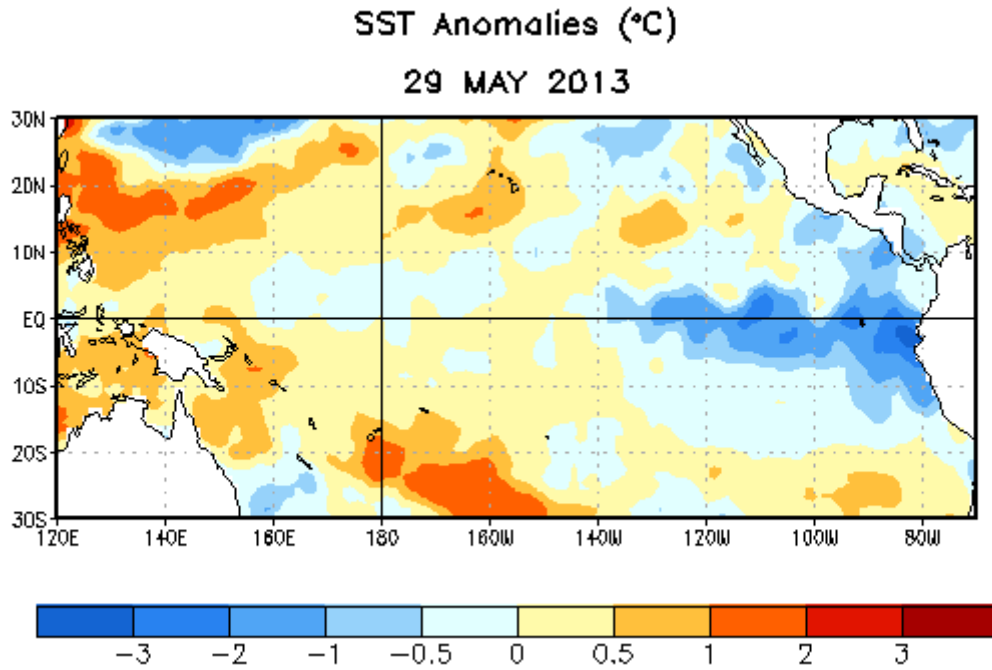 SST Anomalies (°C)
29 MAY 2013
30N
20N
10N
EQ
10S
20S
30S
120E 140E 160E 180 160W 140W 120W 100W 80W
-3 -2 -1 -0.5 0 0.5 1 2 3